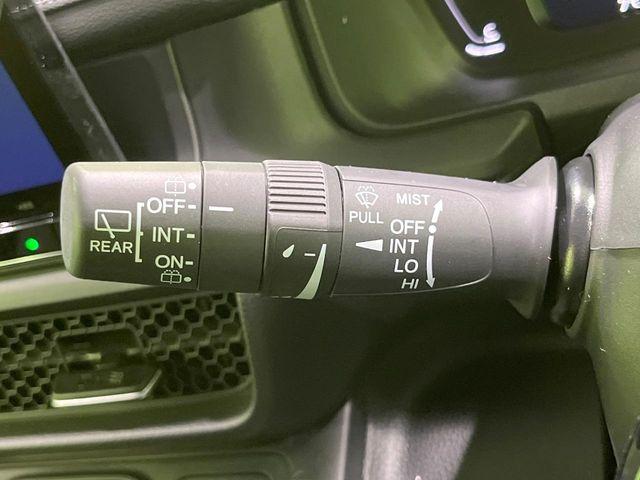 REAR
OFF
INT
ON
PULL
MIST
OFF
INT
LO
HI